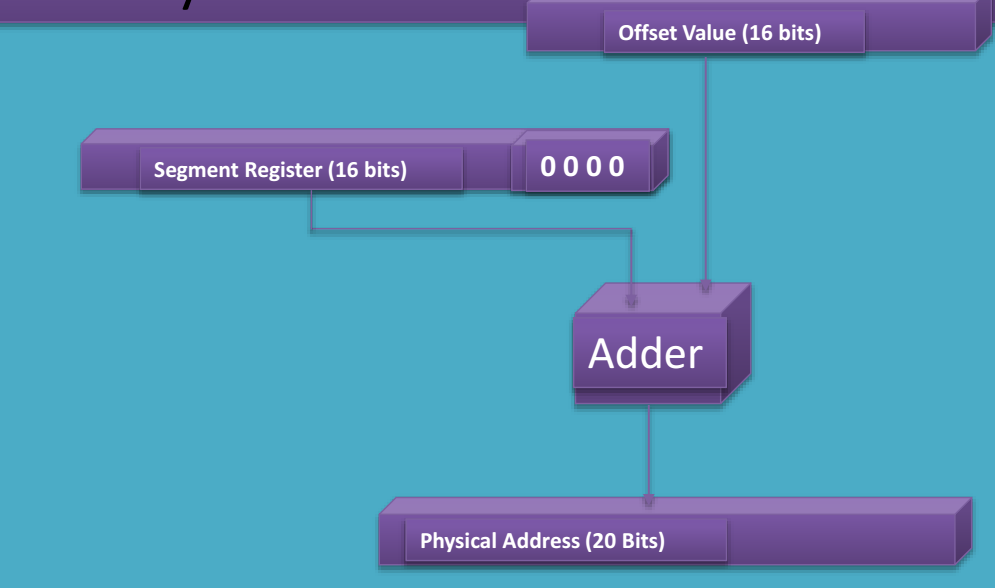 Offset Value (16 bits)
Segment Register (16 bits)
0 0 0 0
Adder
Physical Address (20 Bits)